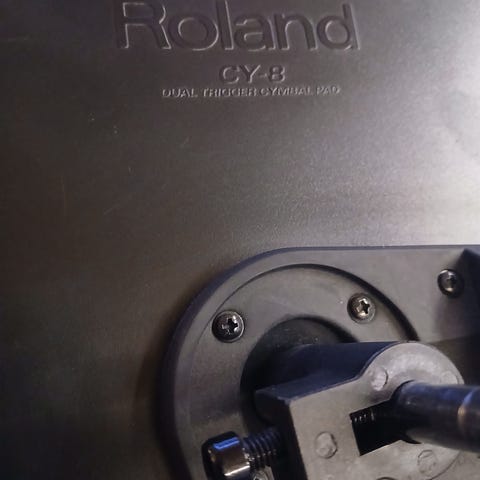 Roland
CY-8
DUAL TRIGGER CYMBAL PAD